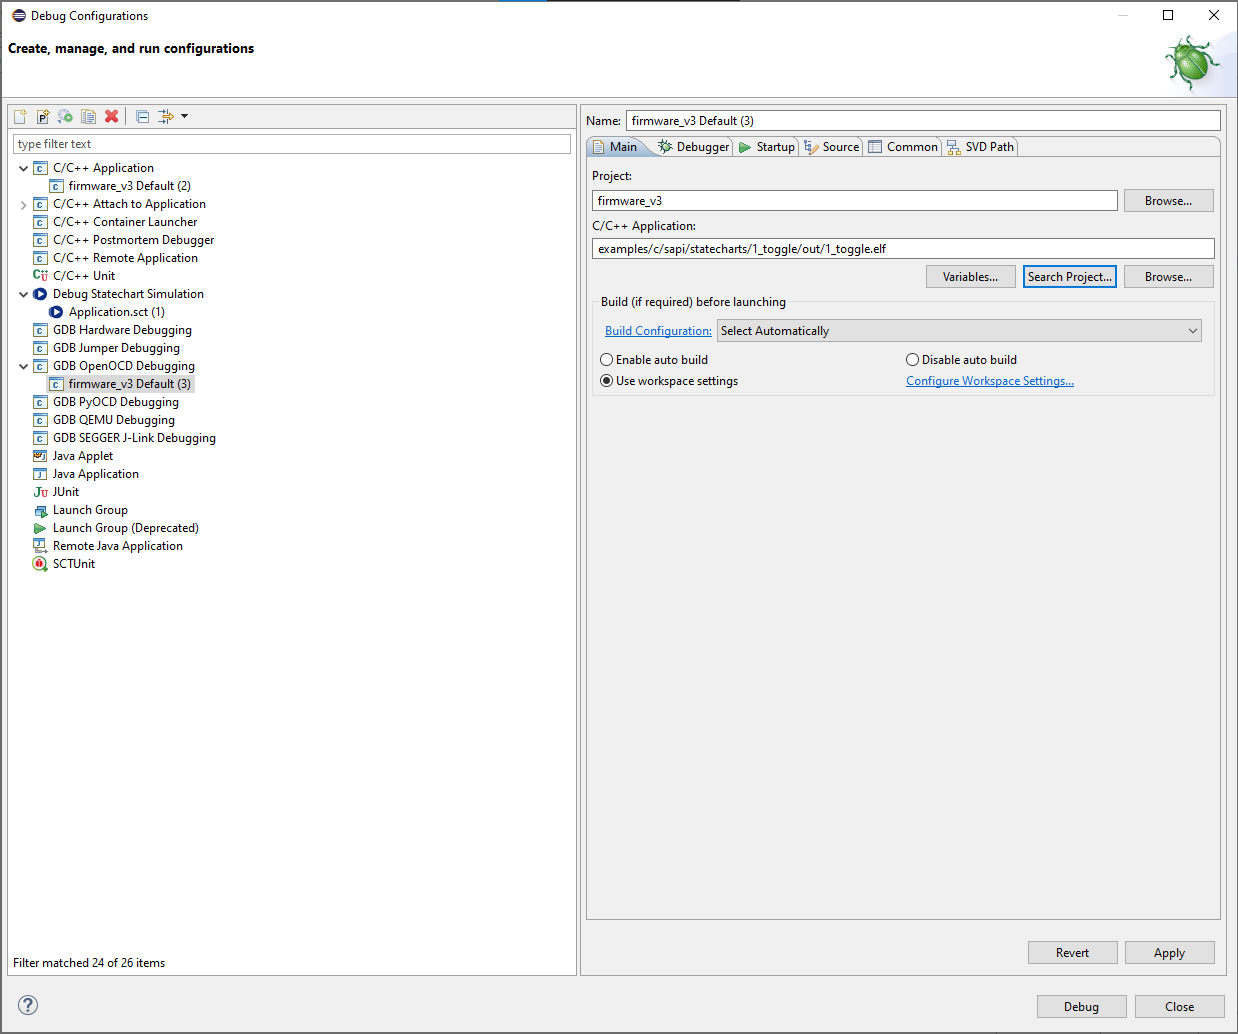 Debug Configurations
Create, manage, and run configurations
type filter text
C/C++ Application
firmware_v3 Default (2)
C/C++ Attach to Application
C/C++ Container Launcher
C/C++ Postmortem Debugger
C/C++ Remote Application
C/C++ Unit
Debug Statechart Simulation
Application.sct (1)
GDB Hardware Debugging
GDB Jumper Debugging
GDB OpenOCD Debugging
firmware_v3 Default (3)
GDB PyOCD Debugging
GDB QEMU Debugging
GDB SEGGER J-Link Debugging
Java Applet
Java Application
JUnit
Launch Group
Launch Group (Deprecated)
Remote Java Application
SCTUnit
Filter matched 24 of 26 items
Name: firmware_v3 Default (3)
Main Debugger Startup Source Common SVD Path
Project:
firmware_v3 Browse...
C/C++ Application:
examples/c/sapi/statecharts/1_toggle/out/1_toggle.elf
Variables... Search Project... Browse...
Build (if required) before launching
Build Configuration: Select Automatically
Enable auto build Disable auto build
Use workspace settings Configure Workspace Settings...
Revert Apply
Debug Close